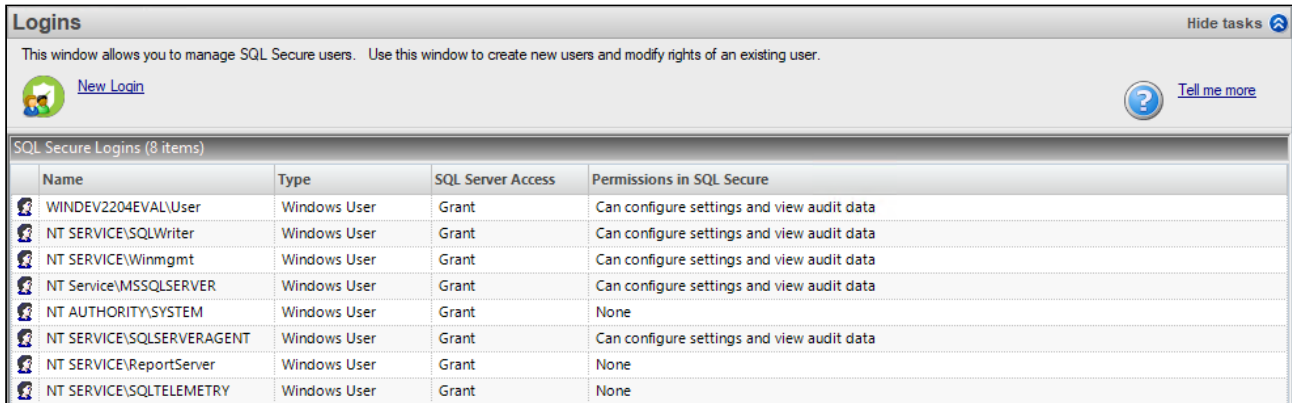 Logins Hide tasks
This window allows you to manage SQL Secure users. Use this window to create new users and modify rights of an existing user.
New Login Tell me more
SQL Secure Logins (8 items)
Name Type SQL Server Access Permissions in SQL Secure
WINDEV2204EVAL\User Windows User Grant Can configure settings and view audit data
NT SERVICE\SQLWriter Windows User Grant Can configure settings and view audit data
NT SERVICE\Winmgmt Windows User Grant Can configure settings and view audit data
NT Service\MSSQLSERVER Windows User Grant Can configure settings and view audit data
NT AUTHORITY\SYSTEM Windows User Grant None
NT SERVICE\SQLSERVERAGENT Windows User Grant Can configure settings and view audit data
NT SERVICE\ReportServer Windows User Grant None
NT SERVICE\SQLTELEMETRY Windows User Grant None